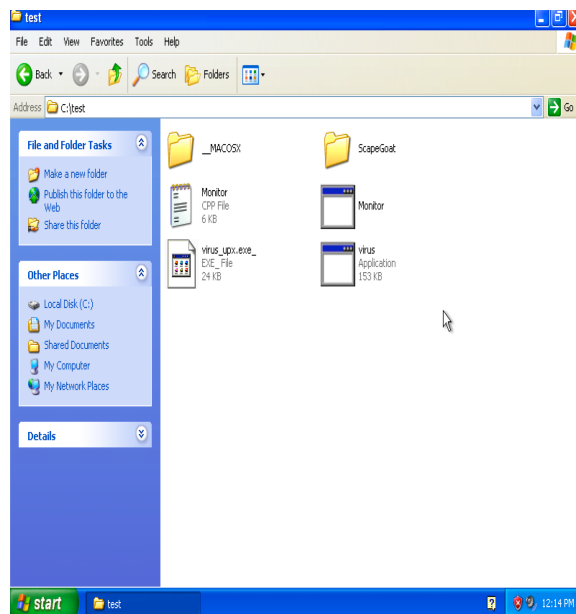 test
File Edit View Favorites Tools Help
Back Search Folders
Address C:\test Go
File and Folder Tasks
Make a new folder
Publish this folder to the
Web
Share this folder
Other Places
Local Disk (C:)
My Documents
Shared Documents
My Computer
My Network Places
Details
__MACOSX
ScapeGoat
Monitor
CPP File
6 KB
Monitor
virus_upx.exe_
EXE_ File
24 KB
virus
Application
153 KB
start test 12:14 PM